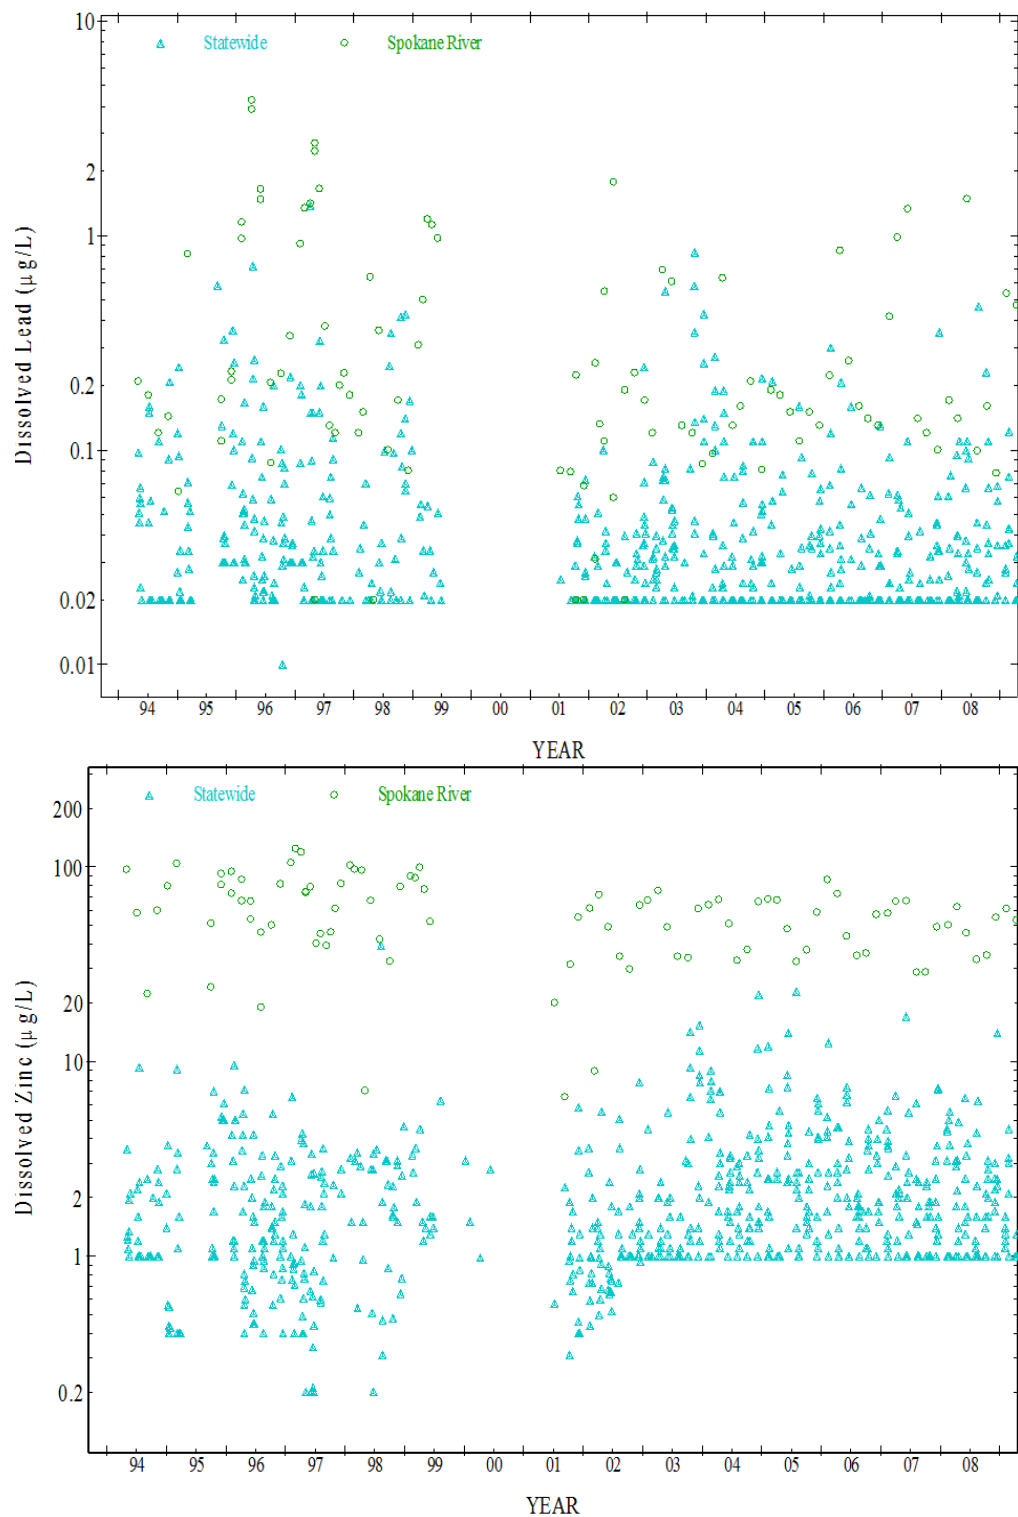 10
Statewide
Spokane River
2
1
0.2
0.1
0.02
0.01
Dissolved Lead (µg/L)
94 95 96 97 98 99 00 01 02 03 04 05 06 07 08
YEAR
Statewide
Spokane River
200
100
20
10
2
1
0.2
Dissolved Zinc (µg/L)
94 95 96 97 98 99 00 01 02 03 04 05 06 07 08
YEAR